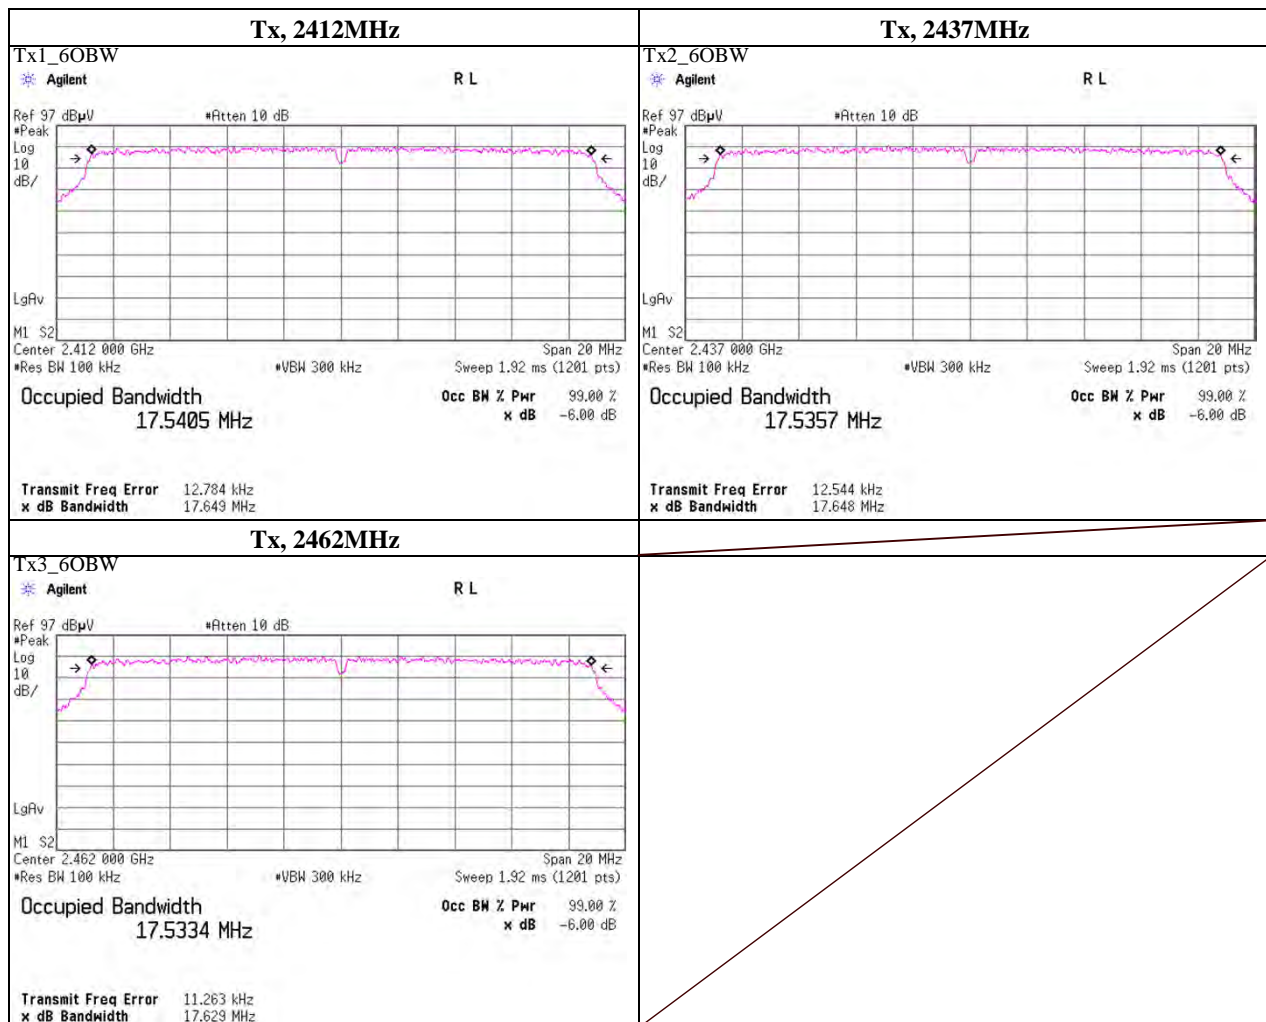 Tx, 2412MHz
Tx1_6OBW
Agilent
R L
Ref 97 dBµV #Atten 10 dB
#Peak
Log
10
dB/
LgAv
M1 S2
Center 2.412 000 GHz Span 20 MHz
#Res BW 100 kHz #VBW 300 kHz Sweep 1.92 ms (1201 pts)
Occupied Bandwidth Occ BW % Pwr 99.00 %
17.5405 MHz x dB -6.00 dB
Transmit Freq Error 12.784 kHz
x dB Bandwidth 17.649 MHz
Tx, 2437MHz
Tx2_6OBW
Agilent
R L
Ref 97 dBµV #Atten 10 dB
#Peak
Log
10
dB/
LgAv
M1 S2
Center 2.437 000 GHz Span 20 MHz
#Res BW 100 kHz #VBW 300 kHz Sweep 1.92 ms (1201 pts)
Occupied Bandwidth Occ BW % Pwr 99.00 %
17.5357 MHz x dB -6.00 dB
Transmit Freq Error 12.544 kHz
x dB Bandwidth 17.648 MHz
Tx, 2462MHz
Tx3_6OBW
Agilent
R L
Ref 97 dBµV #Atten 10 dB
#Peak
Log
10
dB/
LgAv
M1 S2
Center 2.462 000 GHz Span 20 MHz
#Res BW 100 kHz #VBW 300 kHz Sweep 1.92 ms (1201 pts)
Occupied Bandwidth Occ BW % Pwr 99.00 %
17.5334 MHz x dB -6.00 dB
Transmit Freq Error 11.263 kHz
x dB Bandwidth 17.629 MHz